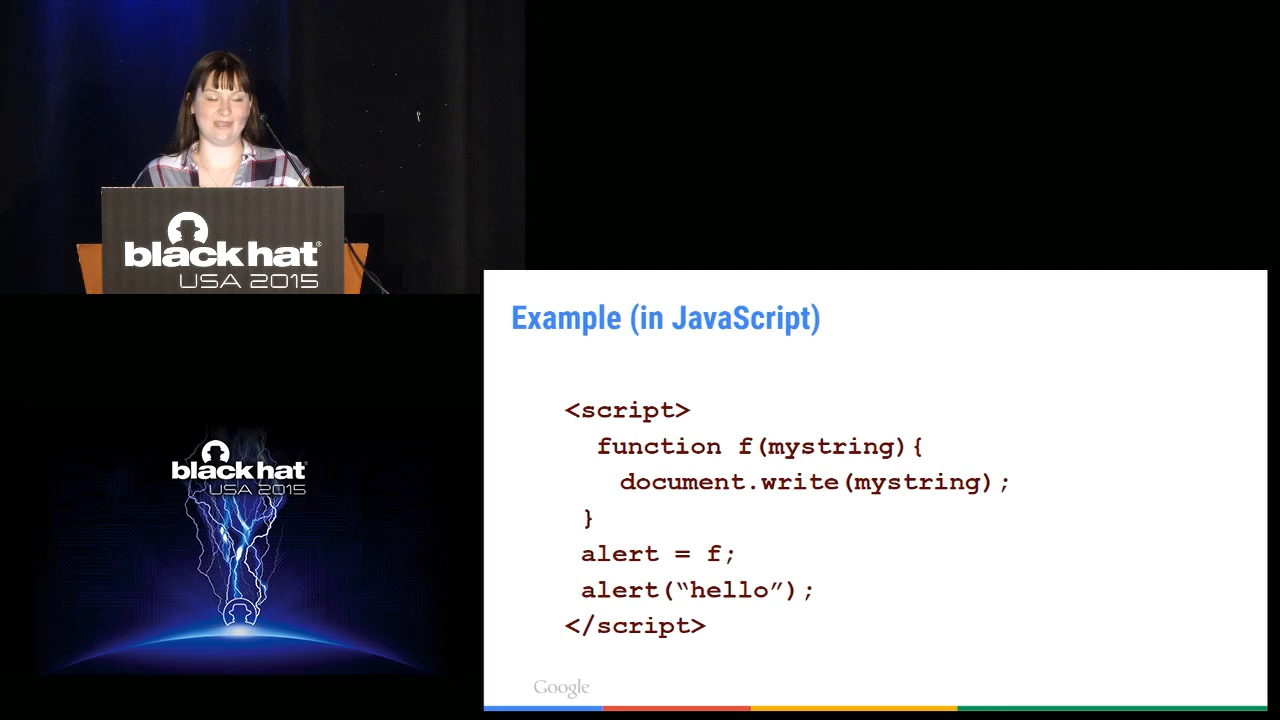 black hat®
USA 2015
Example (in JavaScript)
<script>
function f(mystring){
document.write(mystring);
}
alert = f;
alert(“hello”);
</script>
Google
black hat®
USA 2015